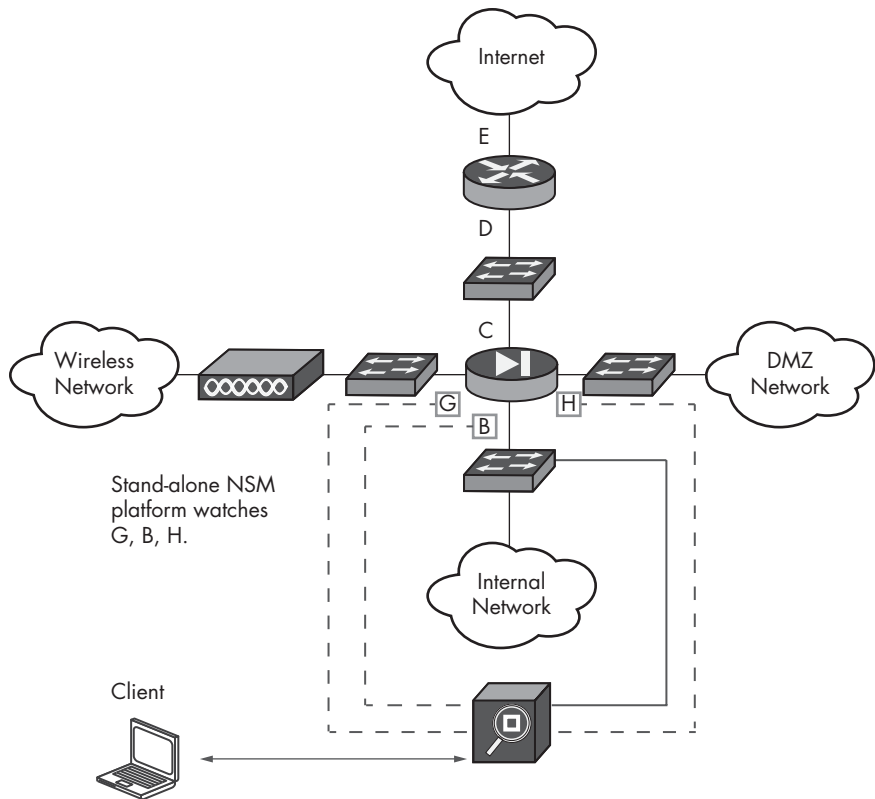 Internet
E
D
C
Wireless
Network
DMZ
Network
G
H
B
Stand-alone NSM
platform watches
G, B, H.
Internal
Network
Client